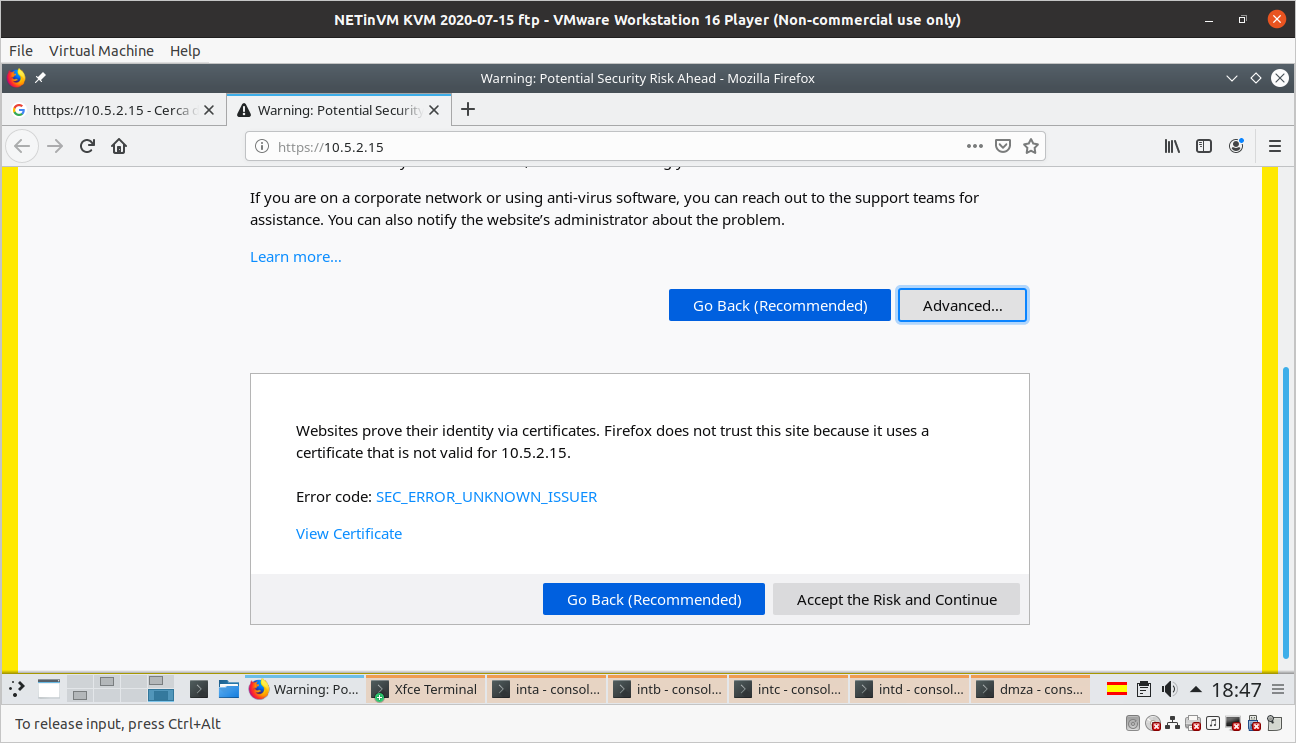 NETinVM KVM 2020-07-15 ftp - VMware Workstation 16 Player (Non-commercial use only)
File Virtual Machine Help
Warning: Potential Security Risk Ahead - Mozilla Firefox
htttps://10.5.2.15 - Cerca
Warning: Potential Security
https://10.5.2.15
If you are on a corporate network or using anti-virus software, you can reach out to the support teams for
assistance. You can also notify the website’s administrator about the problem.
Learn more...
Go Back (Recommended) Advanced...
Websites prove their identity via certificates. Firefox does not trust this site because it uses a
certificate that is not valid for 10.5.2.15.
Error code: SEC_ERROR_UNKNOWN_ISSUER
View Certificate
Go Back (Recommended) Accept the Risk and Continue
Warning: Po... Xfce Terminal inta - consol... intb - consol... intc - consol... intd - consol... dmza - cons... 18:47
To release input, press Ctrl+Alt